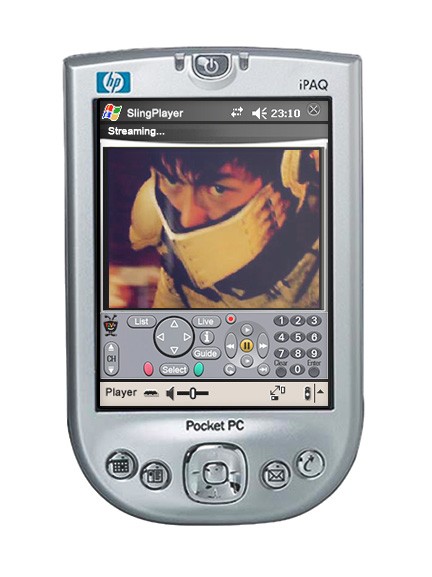 hp
iPAQ
SlingPlayer 23:10
Streaming...
TiVo
List Live
1 2 3
4 5 6
7 8 9
Clear 0 Enter
CH
i
Guide
Select
Player
Pocket PC